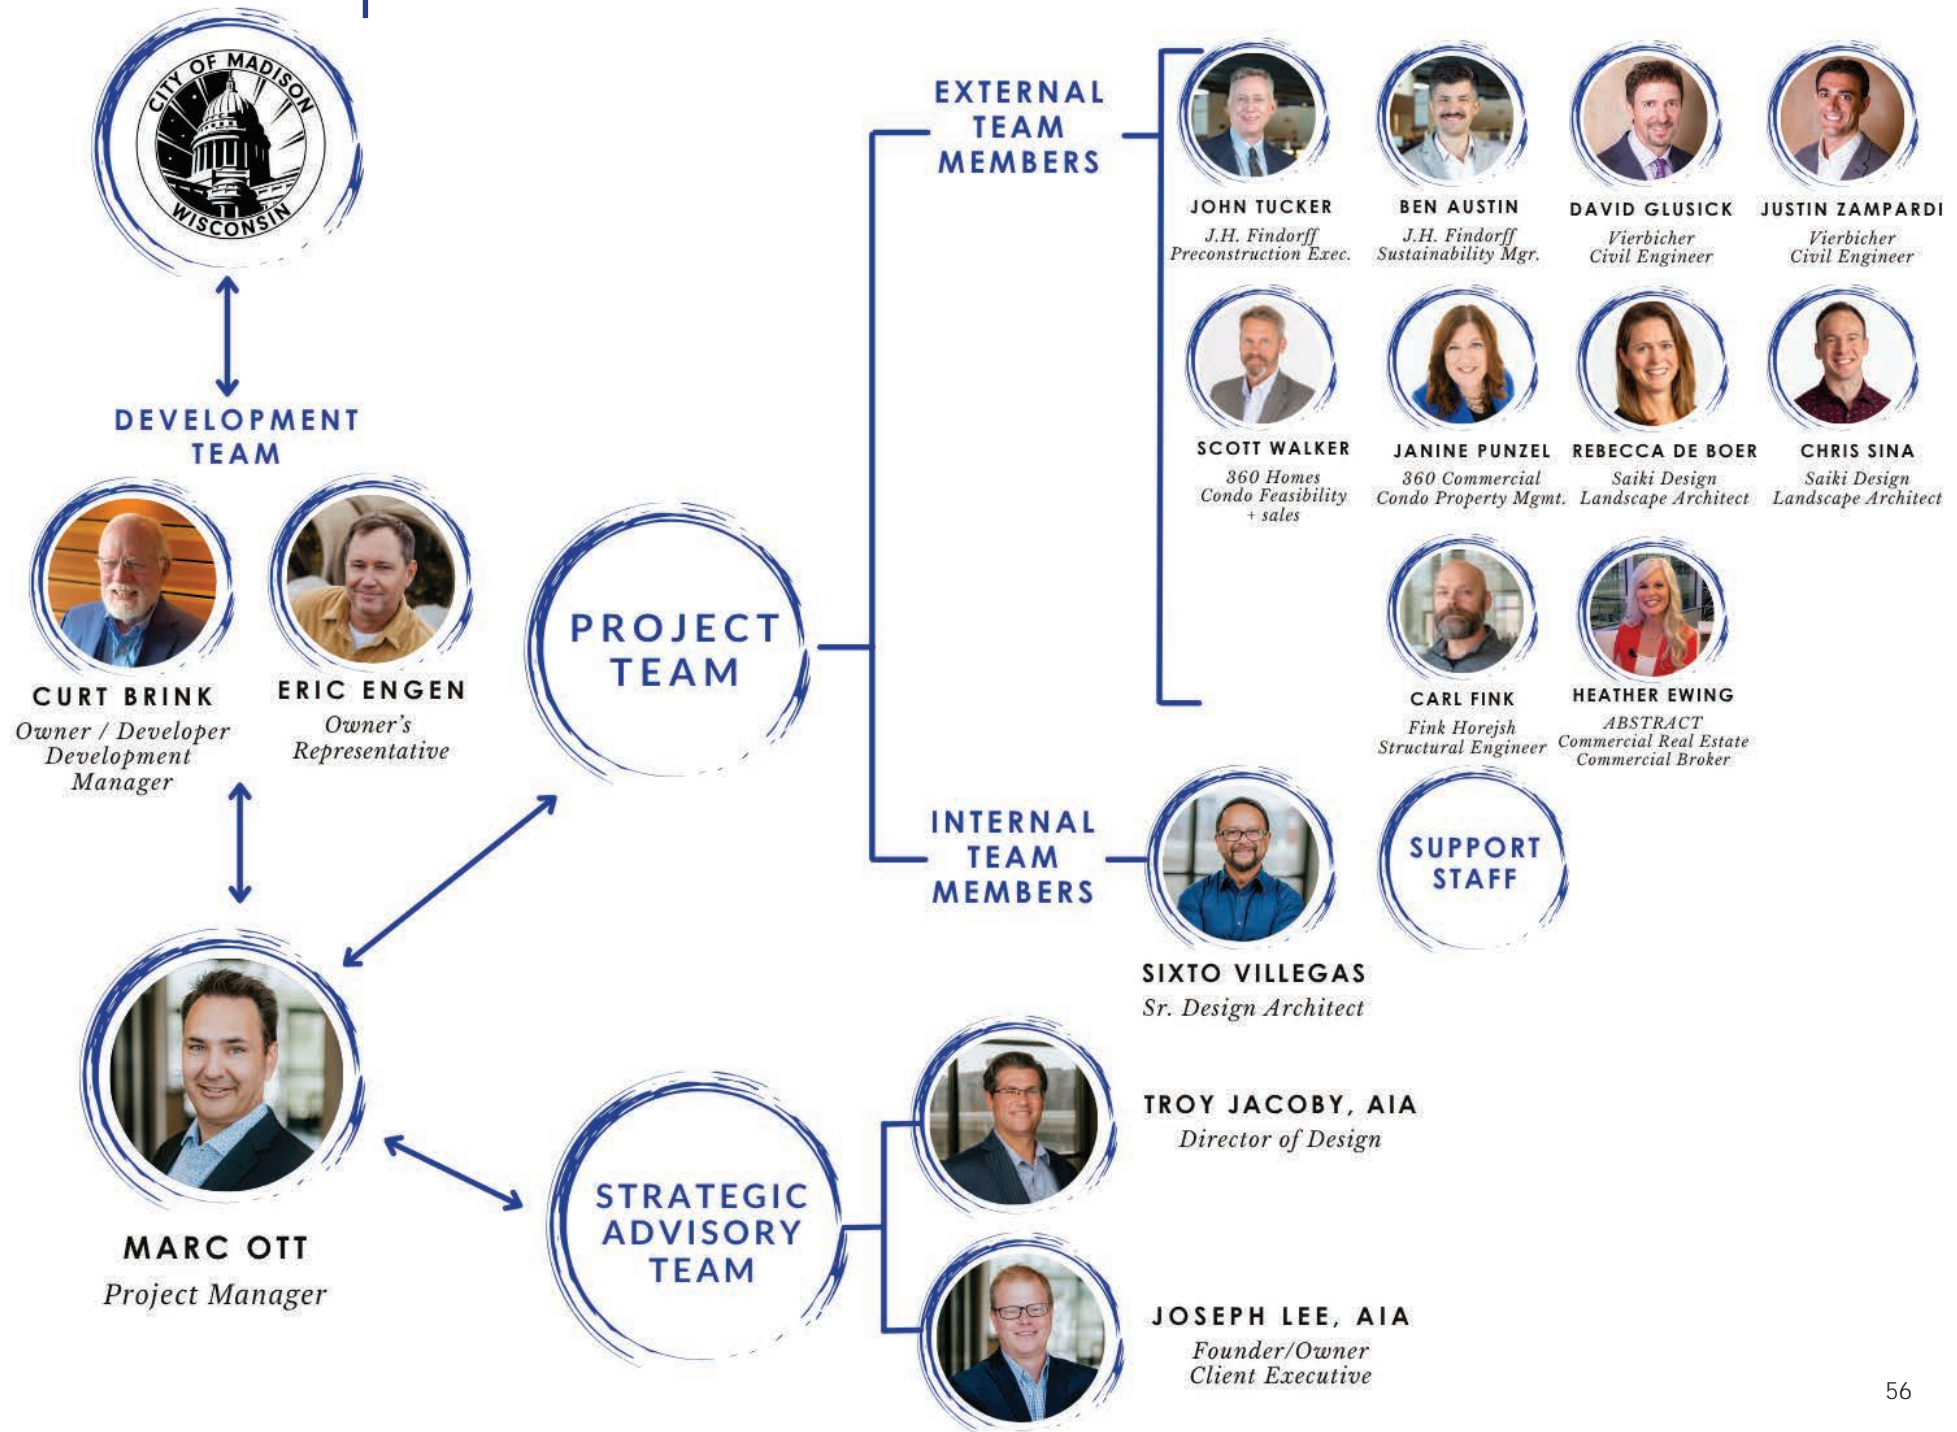 CITY OF MADISON
WISCONSIN
DEVELOPMENT
TEAM
CURT BRINK
Owner / Developer
Development
Manager
ERIC ENGEN
Owner's
Representative
MARC OTT
Project Manager
PROJECT
TEAM
EXTERNAL
TEAM
MEMBERS
JOHN TUCKER
J.H. Findorff
Preconstruction Exec.
BEN AUSTIN
J.H. Findorff
Sustainability Mgr.
DAVID GLUSICK
Vierbicher
Civil Engineer
JUSTIN ZAMPARDI
Vierbicher
Civil Engineer
SCOTT WALKER
360 Homes
Condo Feasibility
+ sales
JANINE PUNZEL
360 Commercial
Condo Property Mgmt.
REBECCA DE BOER
Saiki Design
Landscape Architect
CHRIS SINA
Saiki Design
Landscape Architect
CARL FINK
Fink Horejsh
Structural Engineer
HEATHER EWING
ABSTRACT
Commercial Real Estate
Commercial Broker
INTERNAL
TEAM
MEMBERS
SIXTO VILLEGAS
Sr. Design Architect
SUPPORT
STAFF
STRATEGIC
ADVISORY
TEAM
TROY JACOBY, AIA
Director of Design
JOSEPH LEE, AIA
Founder/Owner
Client Executive
56